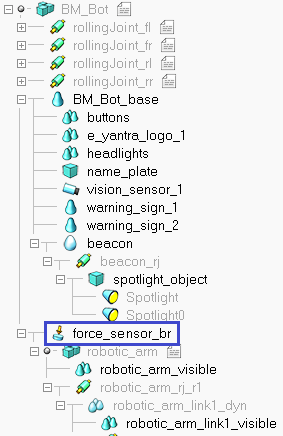 BM_Bot
rollingJoint_fl
rollingJoint_fr
rollingJoint_rl
rollingJoint_rr
BM_Bot_base
buttons
e_yantra_logo_1
headlights
name_plate
vision_sensor_1
warning_sign_1
warning_sign_2
beacon
beacon_rj
spotlight_object
Spotlight
Spotlight0
force_sensor_br
robotic_arm
robotic_arm_visible
robotic_arm_rj_r1
robotic_arm_link1_dyn
robotic_arm_link1_visible